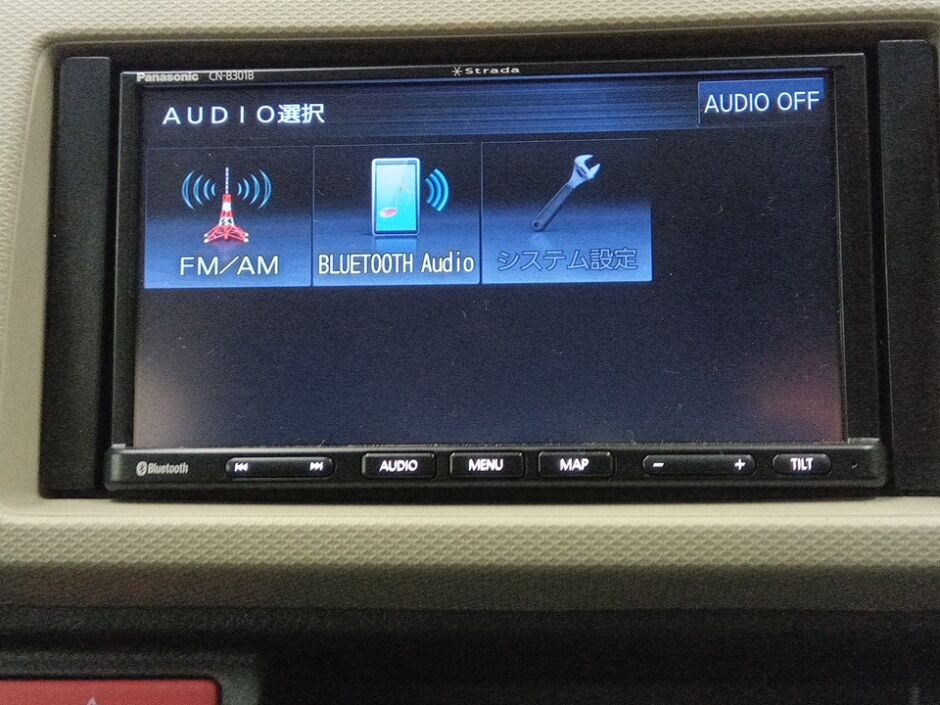 Panasonic CN-B301B
Strada
AUDIO選択
AUDIO OFF
FM/AM
BLUETOOTH Audio
システム設定
Bluetooth
AUDIO
MENU
MAP
−
+
TILT